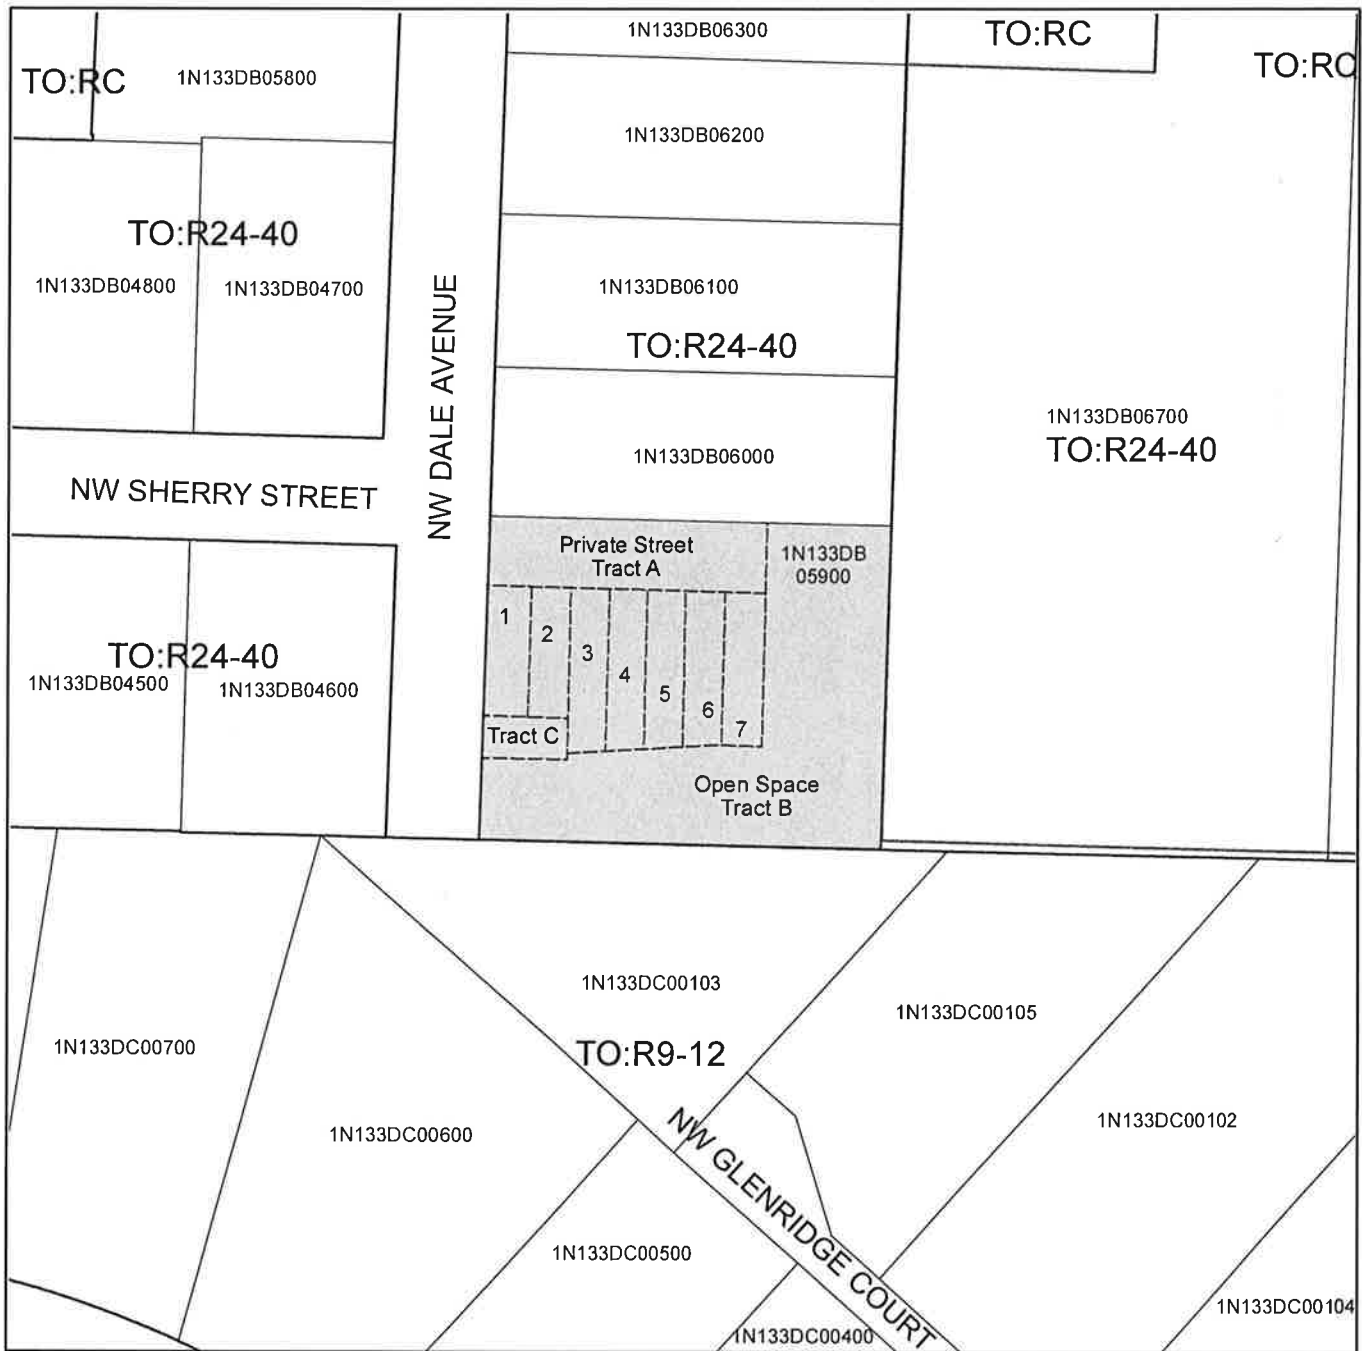 1N133DB06300
TO:RC
TO:RC
TO:RC
1N133DB05800
1N133DB06200
TO:R24-40
1N133DB04800
1N133DB04700
NW DALE AVENUE
1N133DB06100
TO:R24-40
1N133DB06700
TO:R24-40
1N133DB06000
NW SHERRY STREET
Private Street
Tract A
1N133DB
05900
1
2
3
4
5
6
7
TO:R24-40
1N133DB04500
1N133DB04600
Tract C
Open Space
Tract B
1N133DC00103
1N133DC00105
TO:R9-12
1N133DC00700
1N133DC00600
1N133DC00102
NW GLENRIDGE COURT
1N133DC00500
1N133DC00104
1N133DC00400